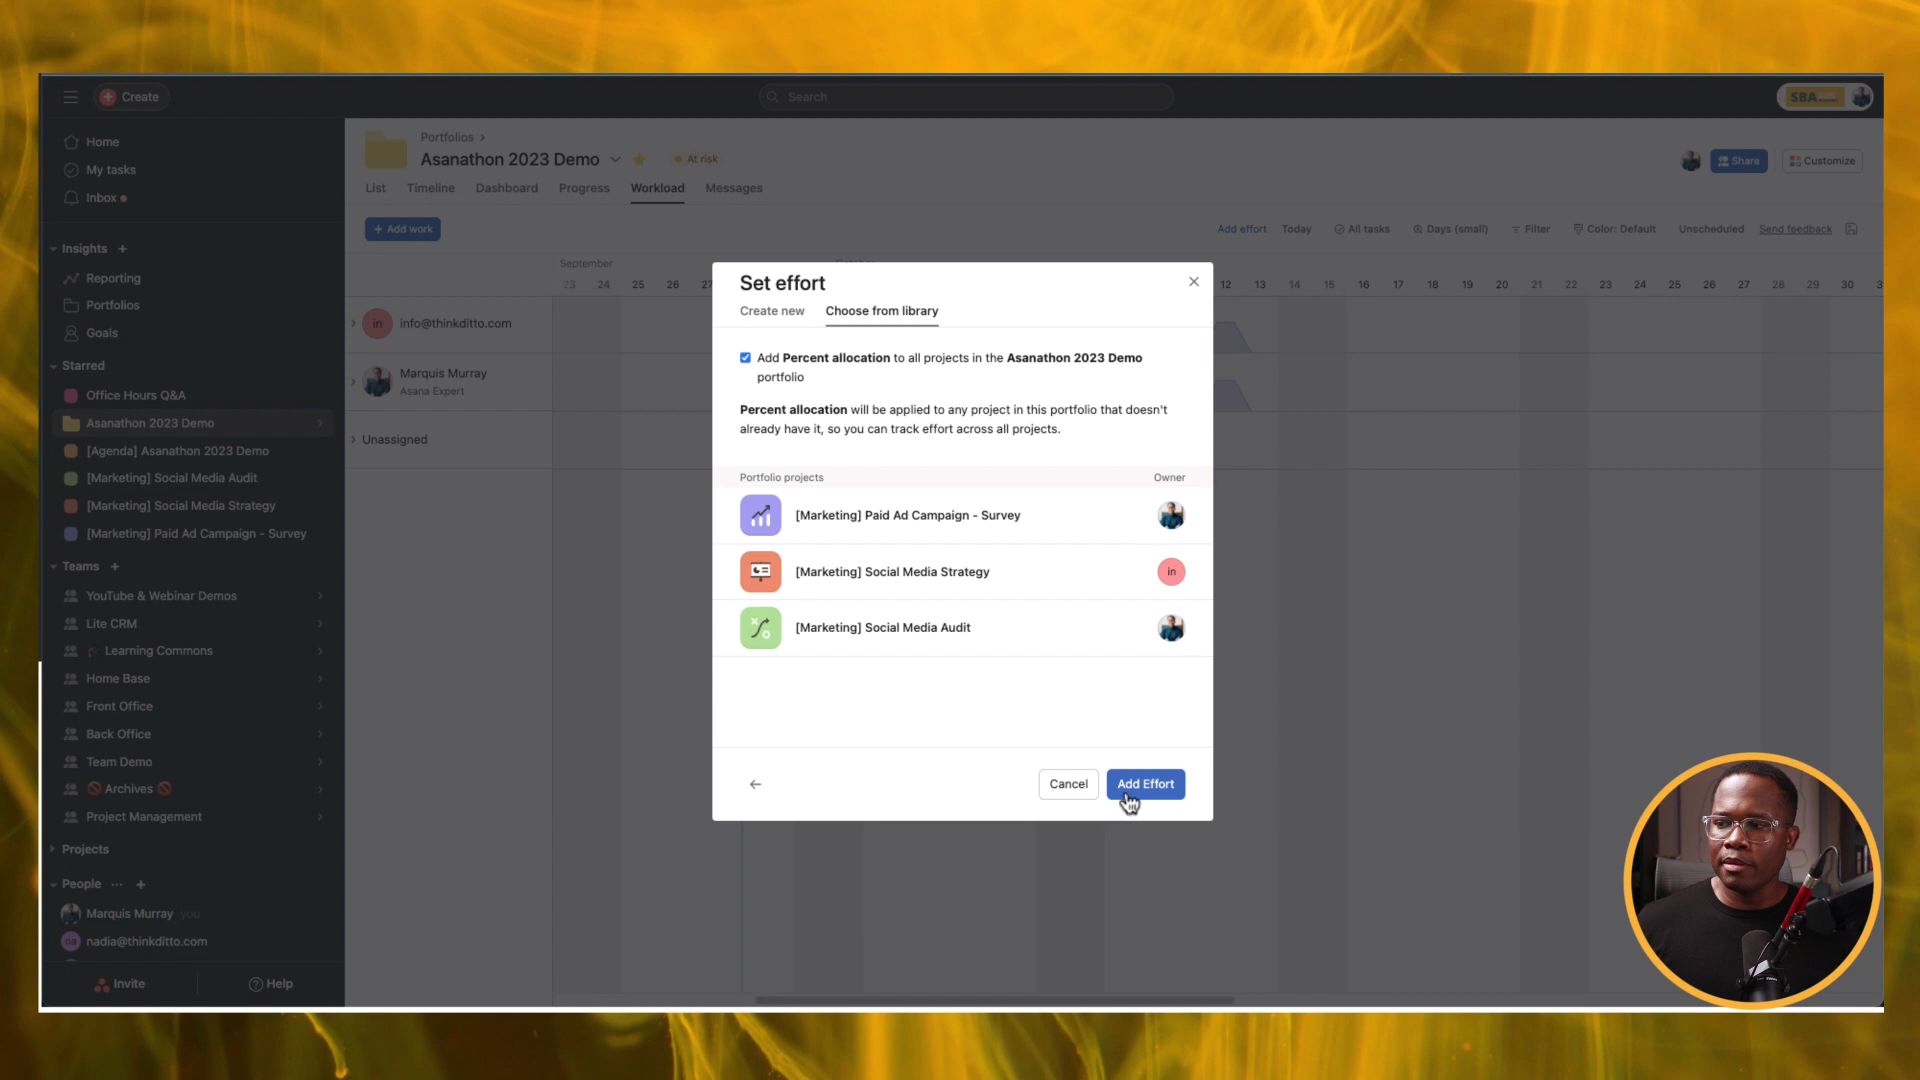 Create
Search
SBA
Home
My tasks
Inbox
Insights +
Reporting
Portfolios
Goals
Starred
Office Hours Q&A
Asanathon 2023 Demo
[Agenda] Asanathon 2023 Demo
[Marketing] Social Media Audit
[Marketing] Social Media Strategy
[Marketing] Paid Ad Campaign - Survey
Teams +
YouTube & Webinar Demos
Lite CRM
Learning Commons
Home Base
Front Office
Back Office
Team Demo
🚫 Archives 🚫
Project Management
Projects
People ... +
Marquis Murray you
na nadia@thinkditto.com
Invite
? Help
Portfolios >
Asanathon 2023 Demo
At risk
Share
Customize
List Timeline Dashboard Progress Workload Messages
+ Add work
Add effort Today All tasks Days (small) Filter Color: Default Unscheduled Send feedback
September
23 24 25 26 27
12 13 14 15 16 17 18 19 20 21 22 23 24 25 26 27 28 29 30
in info@thinkditto.com
Marquis Murray
Asana Expert
Unassigned
Set effort
Create new Choose from library
Add Percent allocation to all projects in the Asanathon 2023 Demo
portfolio
Percent allocation will be applied to any project in this portfolio that doesn't
already have it, so you can track effort across all projects.
Portfolio projects Owner
[Marketing] Paid Ad Campaign - Survey
[Marketing] Social Media Strategy in
[Marketing] Social Media Audit
Cancel Add Effort